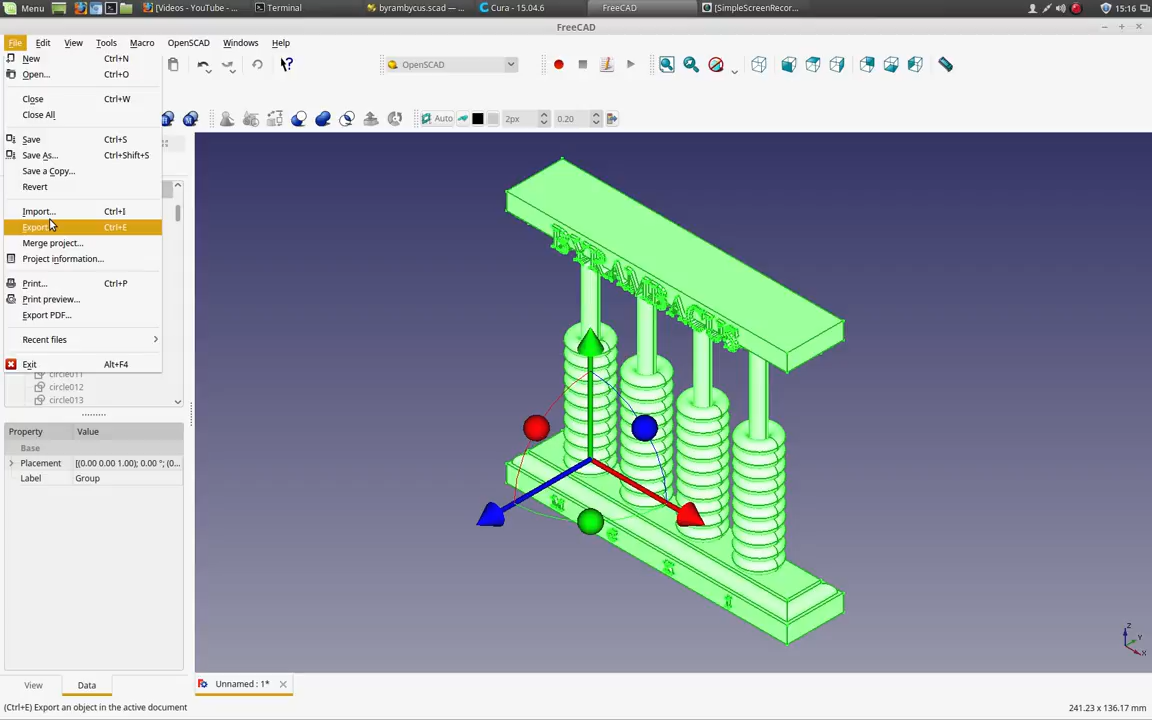 Menu
[Videos - YouTube - ...
Terminal
byrambycus.scad — ...
Cura - 15.04.6
FreeCAD
[SimpleScreenRecor...
15:16
FreeCAD
File Edit View Tools Macro OpenSCAD Windows Help
New Ctrl+N
Open... Ctrl+O
Close Ctrl+W
Close All
Save Ctrl+S
Save As... Ctrl+Shift+S
Save a Copy...
Revert
Import... Ctrl+I
Export... Ctrl+E
Merge project...
Project information...
Print... Ctrl+P
Print preview...
Export PDF...
Recent files
Exit Alt+F4
OpenSCAD
Auto
2px
0.20
circle011
circle012
circle013
Property Value
Base
Placement [(0.00 0.00 1.00); 0.00 °; (0...
Label Group
View Data
BYRAMBACUS
M
C
X
I
Z
Y
X
Unnamed : 1*
(Ctrl+E) Export an object in the active document
241.23 x 136.17 mm